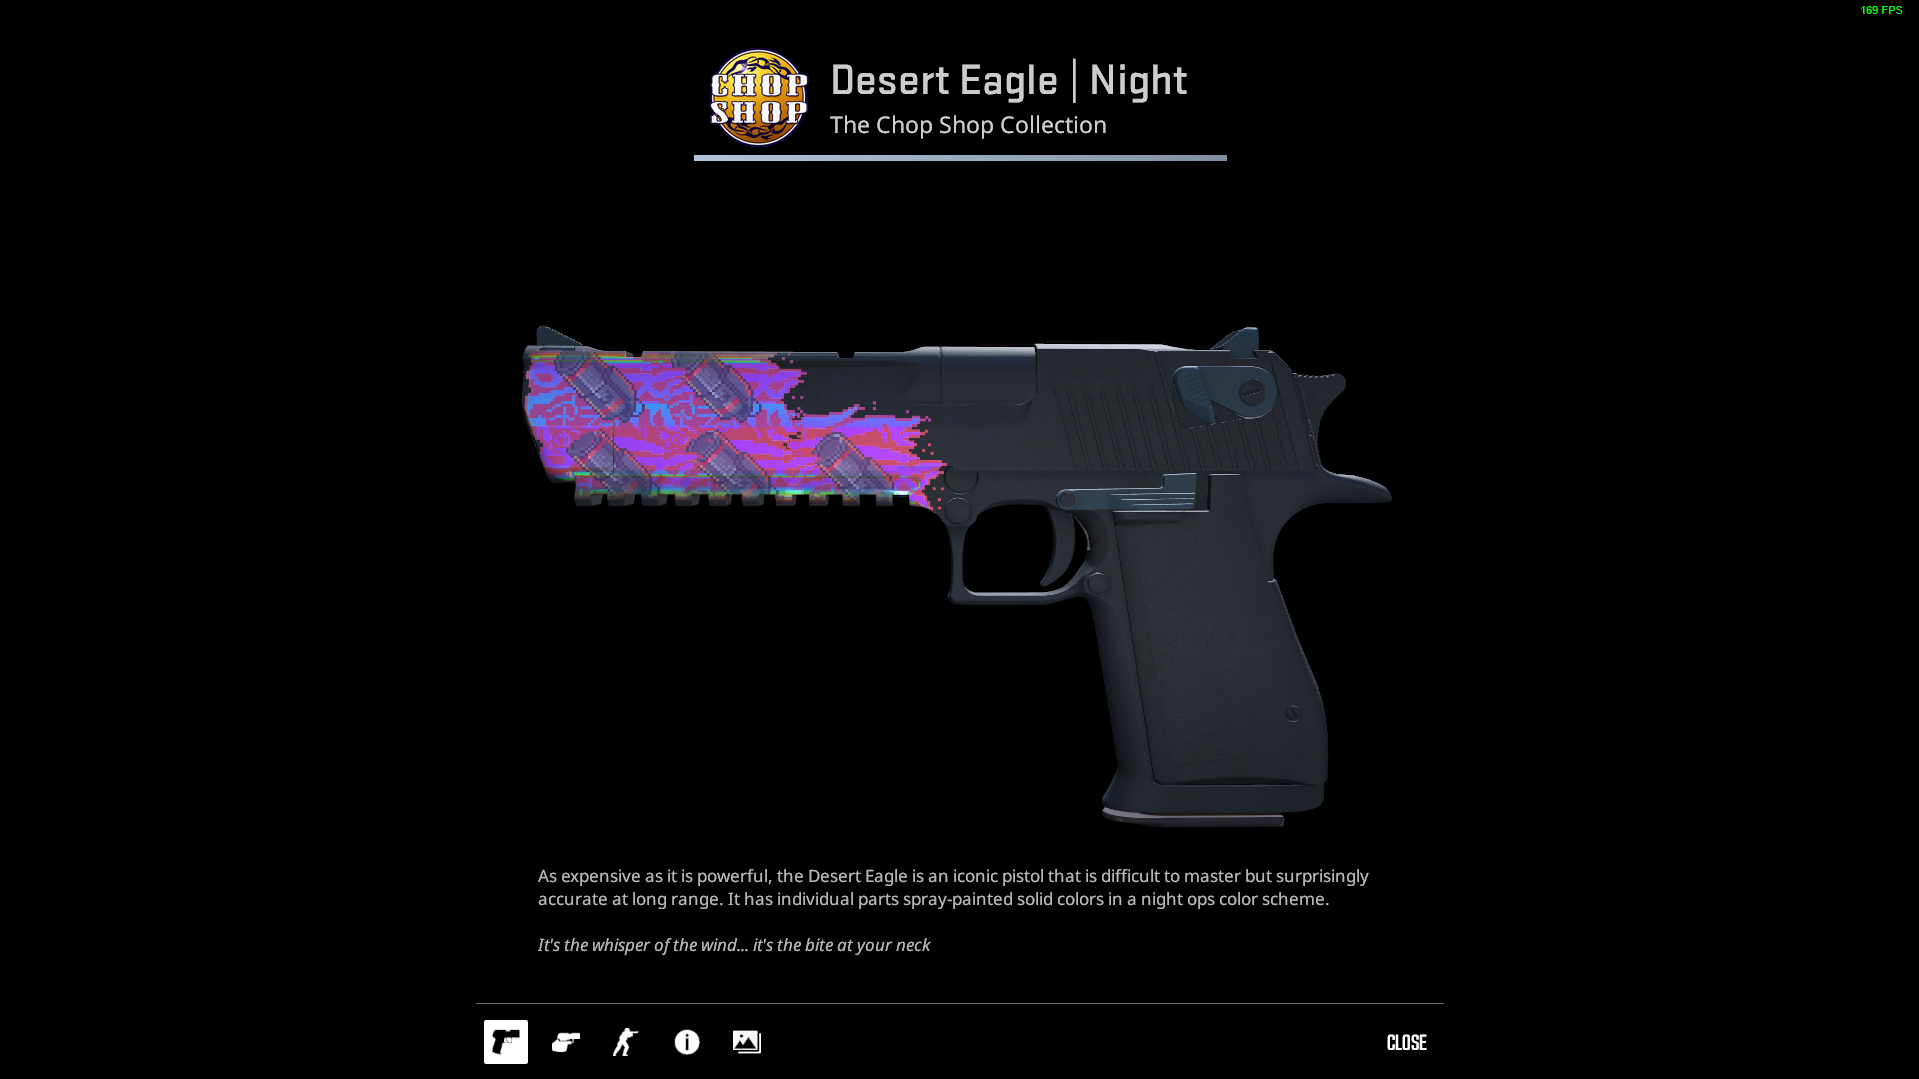 169 FPS
CHOP
SHOP
Desert Eagle | Night
The Chop Shop Collection
As expensive as it is powerful, the Desert Eagle is an iconic pistol that is difficult to master but surprisingly
accurate at long range. It has individual parts spray-painted solid colors in a night ops color scheme.
It's the whisper of the wind... it's the bite at your neck
CLOSE